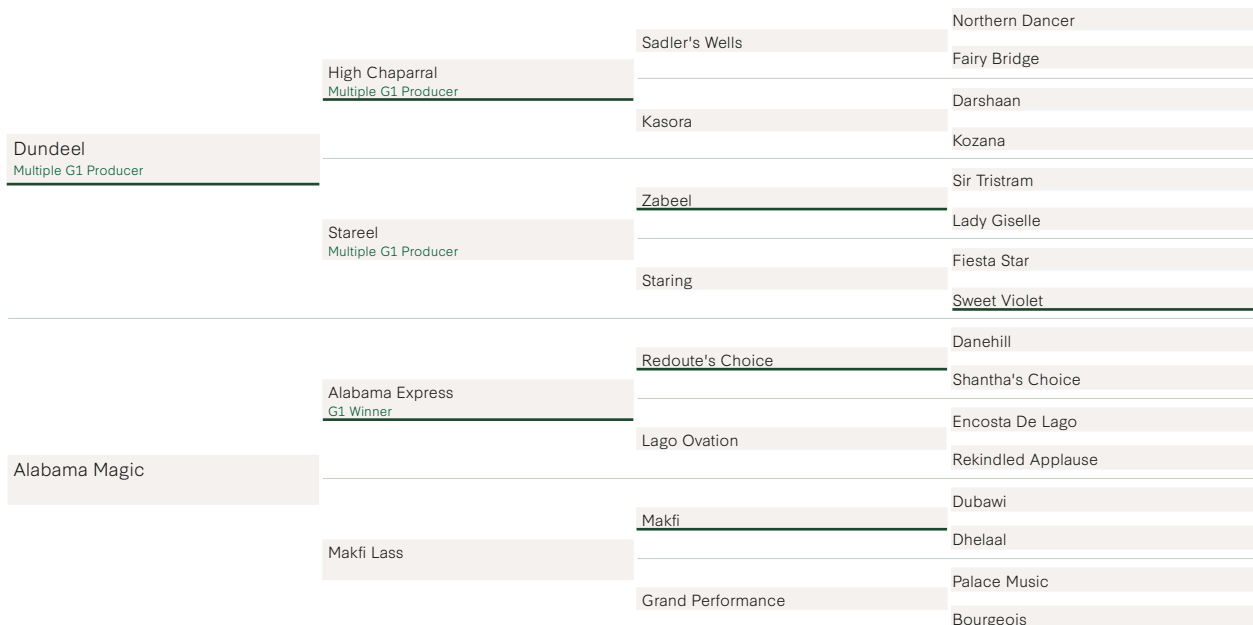 Northern Dancer
Sadler's Wells
Fairy Bridge
High Chaparral
Multiple G1 Producer
Darshaan
Kasora
Kozana
Dundeel
Multiple G1 Producer
Sir Tristram
Zabeel
Lady Giselle
Stareel
Multiple G1 Producer
Fiesta Star
Staring
Sweet Violet
Danehill
Redoute's Choice
Shantha's Choice
Alabama Express
G1 Winner
Encosta De Lago
Lago Ovation
Rekindled Applause
Alabama Magic
Dubawi
Makfi
Dhelaal
Makfi Lass
Palace Music
Grand Performance
Bourgeois